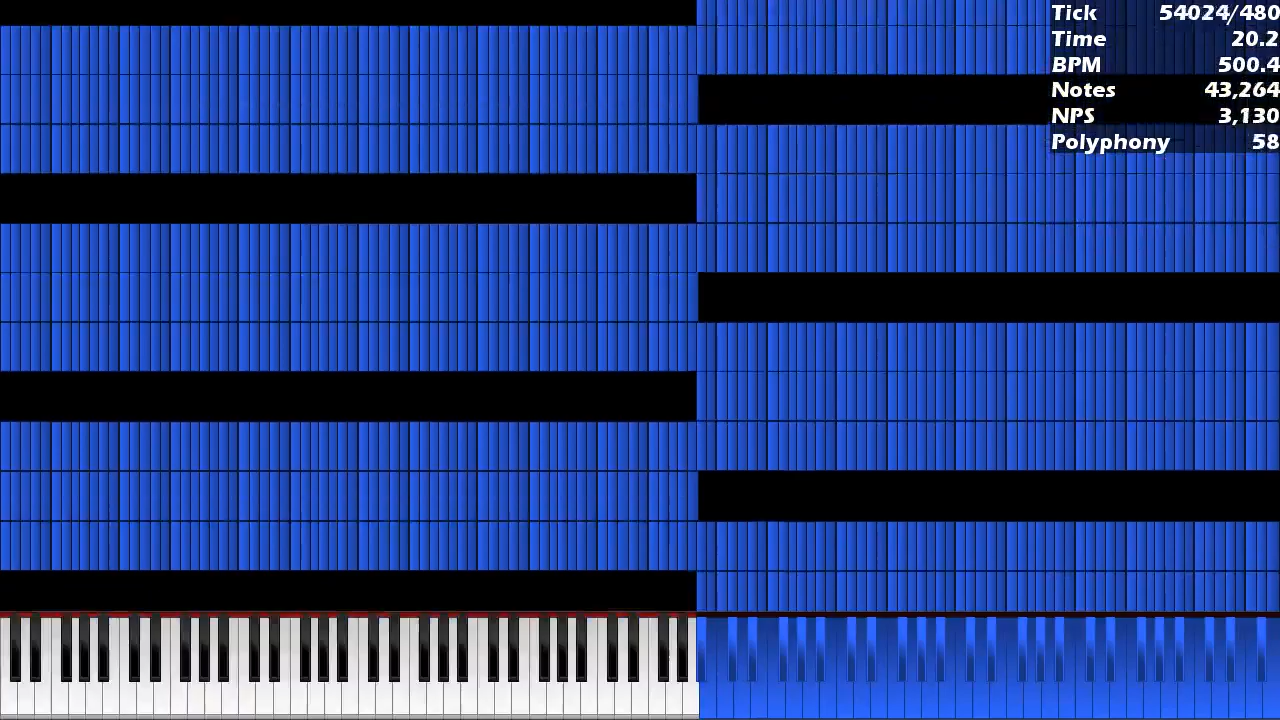 Tick 54024/480
Time 20.2
BPM 500.4
Notes 43,264
NPS 3,130
Polyphony 58